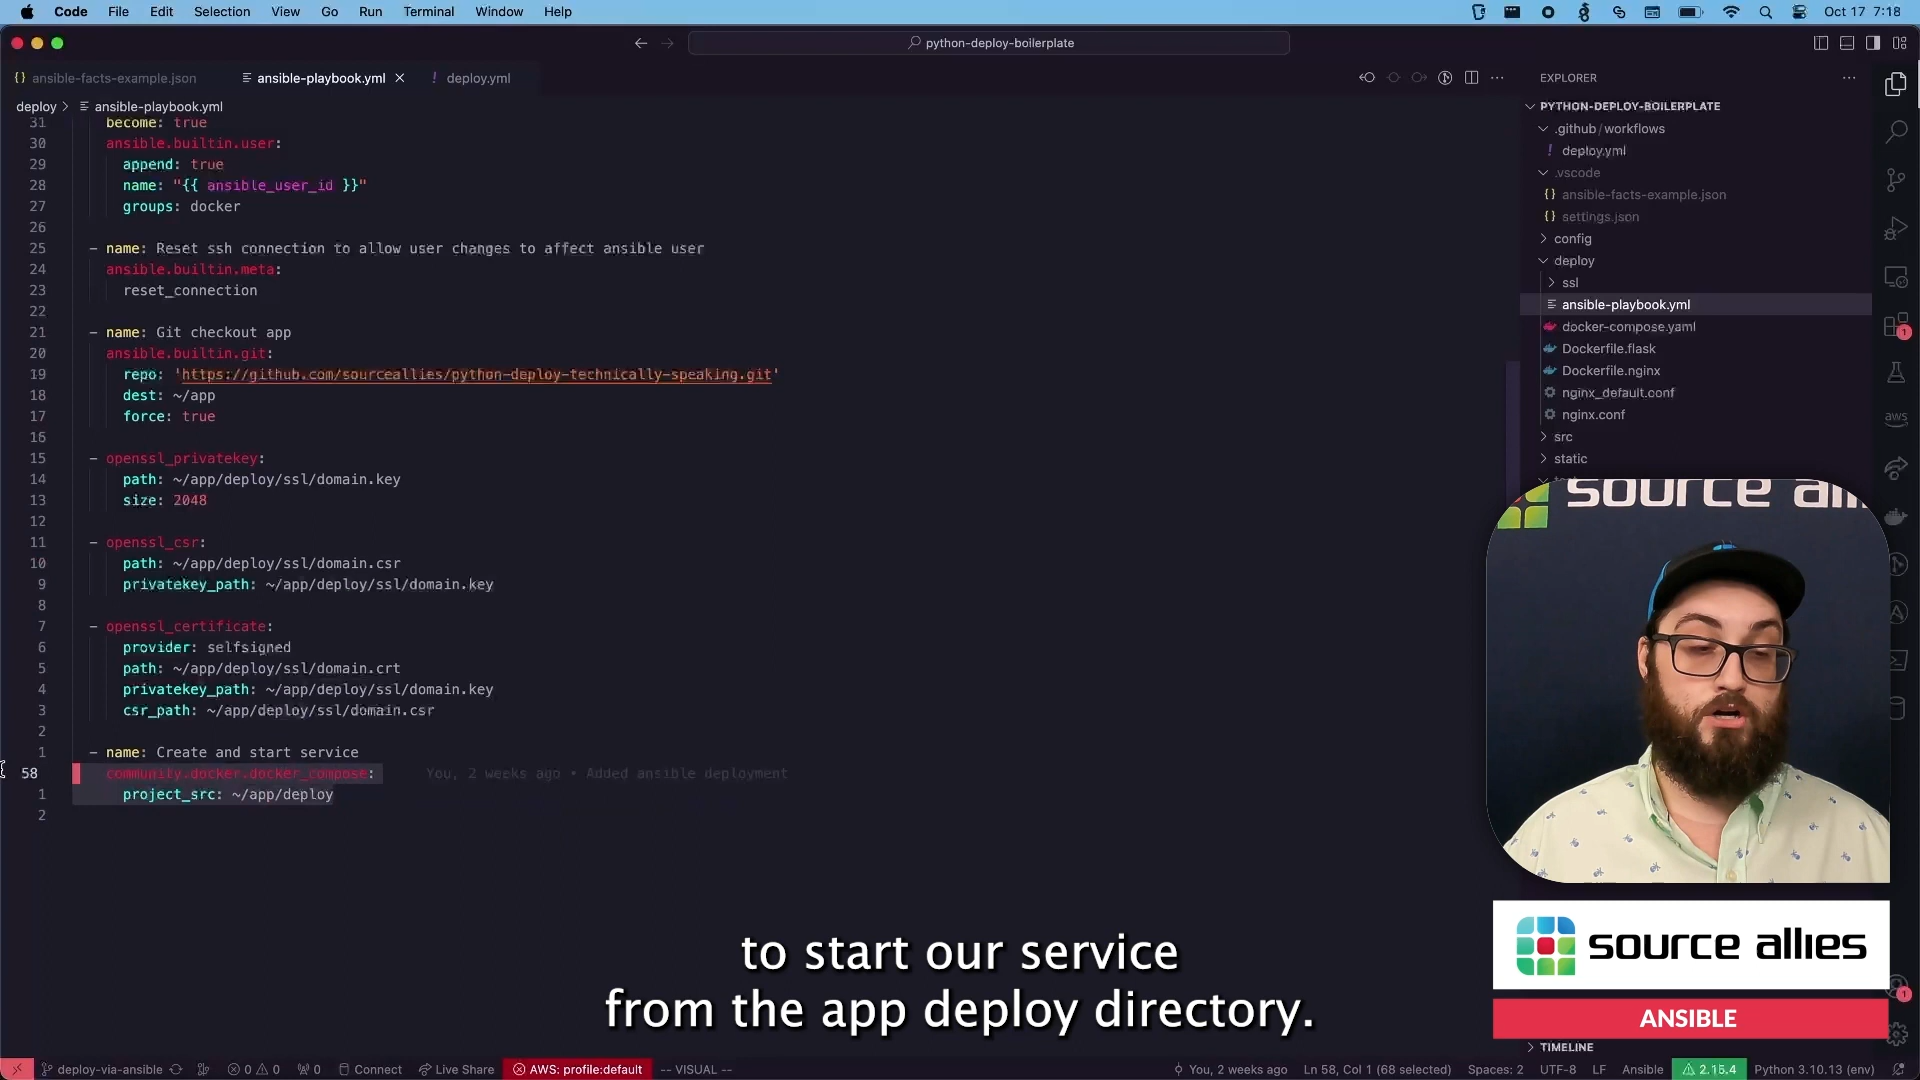 Code File Edit Selection View Go Run Terminal Window Help Oct 17 7:18
python-deploy-boilerplate
ansible-facts-example.json ansible-playbook.yml deploy.yml
deploy > ansible-playbook.yml
31 become: true
30 ansible.builtin.user:
29 append: true
28 name: "{{ ansible_user_id }}"
27 groups: docker
26
25 - name: Reset ssh connection to allow user changes to affect ansible user
24 ansible.builtin.meta:
23 reset_connection
22
21 - name: Git checkout app
20 ansible.builtin.git:
19 repo: 'https://github.com/sourceallies/python-deploy-technically-speaking.git'
18 dest: ~/app
17 force: true
16
15 - openssl_privatekey:
14 path: ~/app/deploy/ssl/domain.key
13 size: 2048
12
11 - openssl_csr:
10 path: ~/app/deploy/ssl/domain.csr
9 privatekey_path: ~/app/deploy/ssl/domain.key
8
7 - openssl_certificate:
6 provider: selfsigned
5 path: ~/app/deploy/ssl/domain.crt
4 privatekey_path: ~/app/deploy/ssl/domain.key
3 csr_path: ~/app/deploy/ssl/domain.csr
2
1 - name: Create and start service
58 community.docker.docker_compose: You, 2 weeks ago • Added ansible deployment
1 project_src: ~/app/deploy
2
EXPLORER
PYTHON-DEPLOY-BOILERPLATE
.github/workflows
deploy.yml
.vscode
ansible-facts-example.json
settings.json
config
deploy
ssl
ansible-playbook.yml
docker-compose.yaml
Dockerfile.flask
Dockerfile.nginx
nginx_default.conf
nginx.conf
src
static
aws
1
source all
to start our service
from the app deploy directory.
source allies
ANSIBLE
1
TIMELINE
deploy-via-ansible 0 0 0 Connect Live Share AWS: profile:default -- VISUAL -- You, 2 weeks ago Ln 58, Col 1 (68 selected) Spaces: 2 UTF-8 LF Ansible 2.15.4 Python 3.10.13 (env)